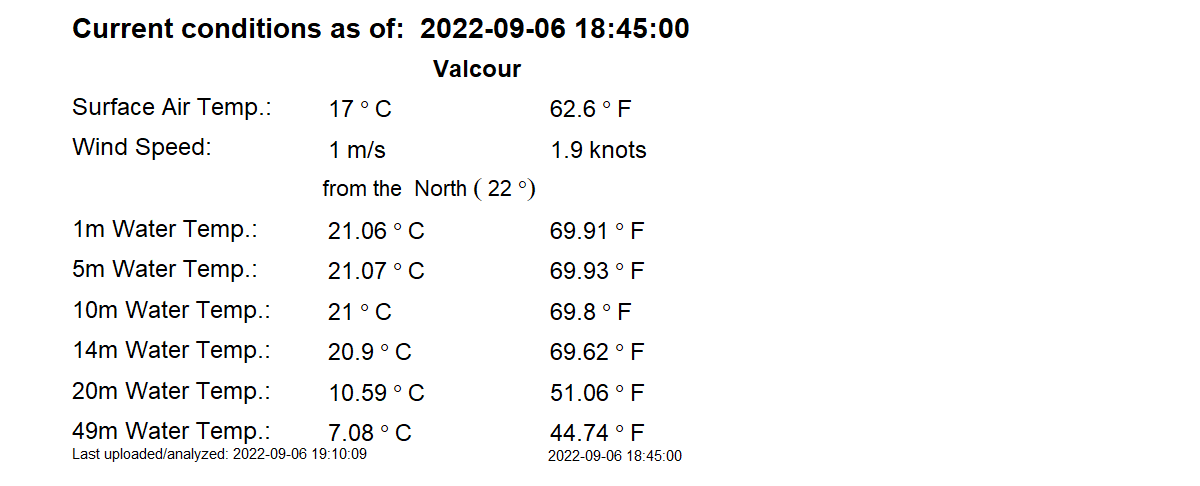 Current conditions as of: 2022-09-06 18:45:00
Valcour
Surface Air Temp.: 17 ° C 62.6 ° F
Wind Speed: 1 m/s 1.9 knots
from the North ( 22 °)
1m Water Temp.: 21.06 ° C 69.91 ° F
5m Water Temp.: 21.07 ° C 69.93 ° F
10m Water Temp.: 21 ° C 69.8 ° F
14m Water Temp.: 20.9 ° C 69.62 ° F
20m Water Temp.: 10.59 ° C 51.06 ° F
49m Water Temp.: 7.08 ° C 44.74 ° F
Last uploaded/analyzed: 2022-09-06 19:10:09 2022-09-06 18:45:00